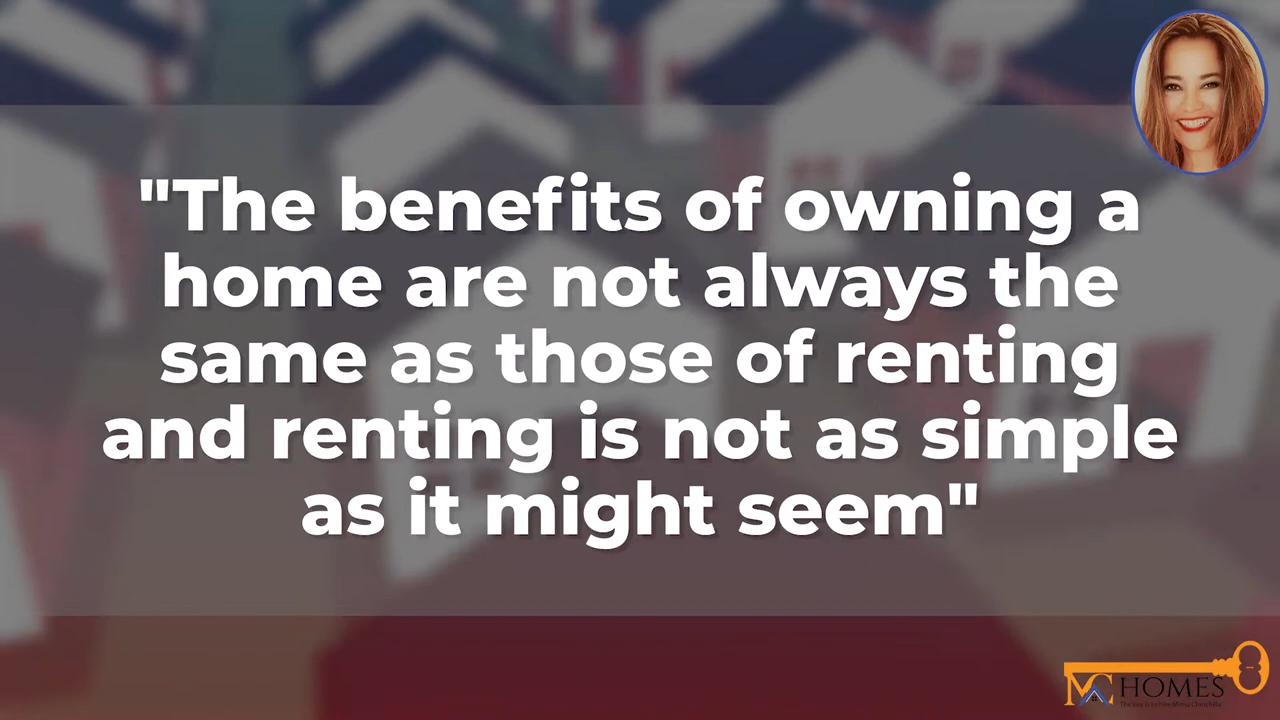 "The benefits of owning a
home are not always the
same as those of renting
and renting is not as simple
as it might seem"
MC HOMES